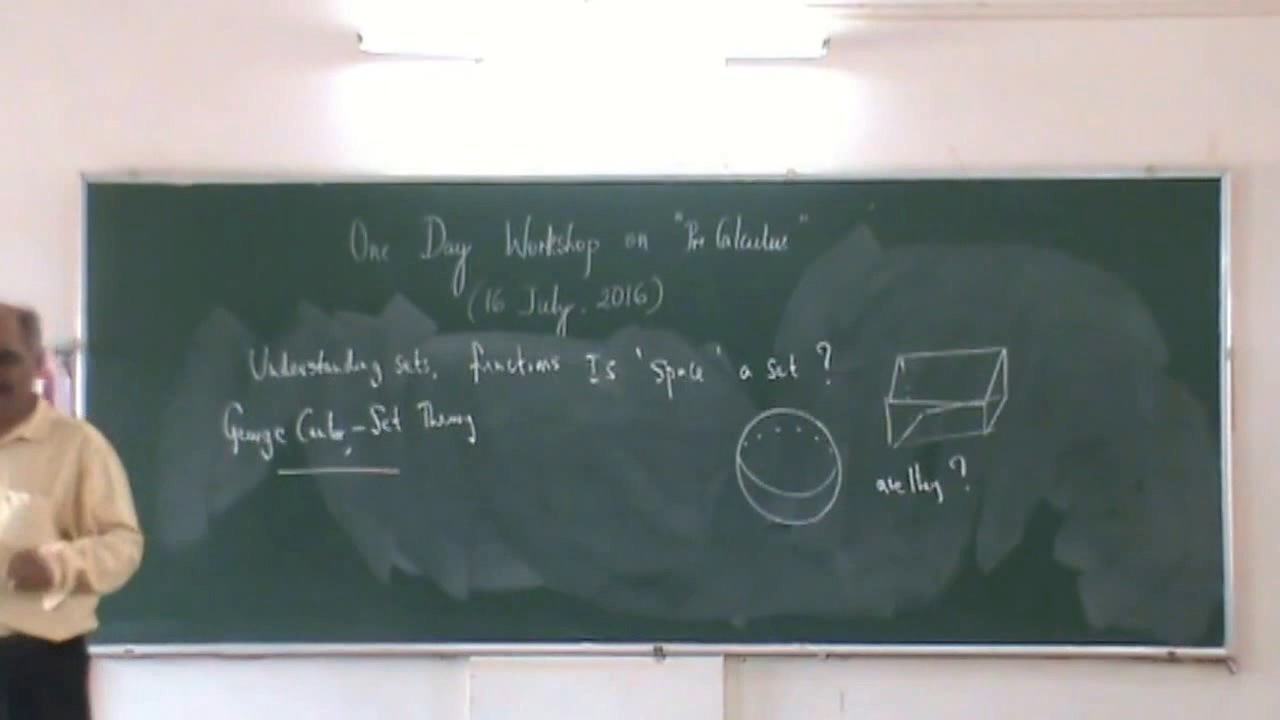 One Day Workshop on "Pre Calculus"
(16 July, 2016)
Understanding sets, functions Is 'Space' a set ?
George Cantor - Set Theory
are they ?